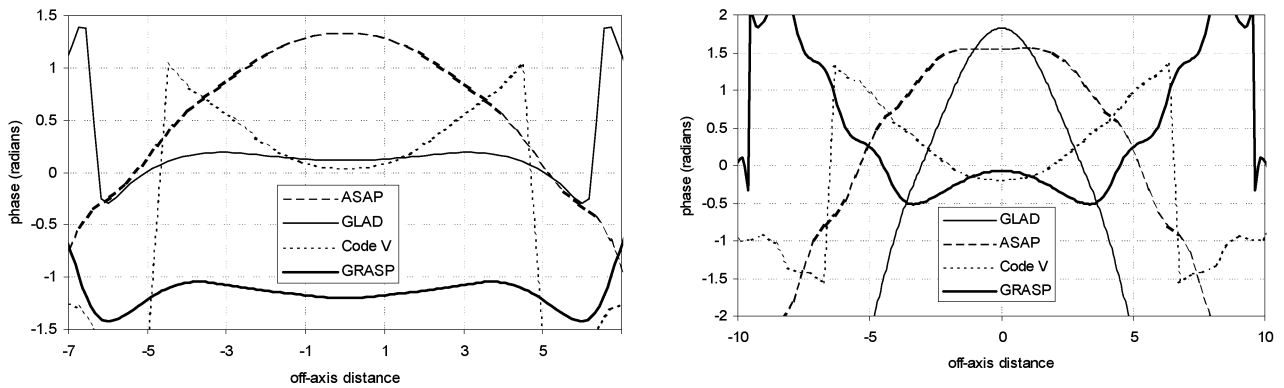 1.5
1
0.5
0
-0.5
-1
-1.5
phase (radians)
-7
-5
-3
-1
1
3
5
off-axis distance
ASAP
GLAD
Code V
GRASP
2
1.5
1
0.5
0
-0.5
-1
-1.5
-2
phase (radians)
-10
-5
0
5
10
off-axis distance
GLAD
ASAP
Code V
GRASP